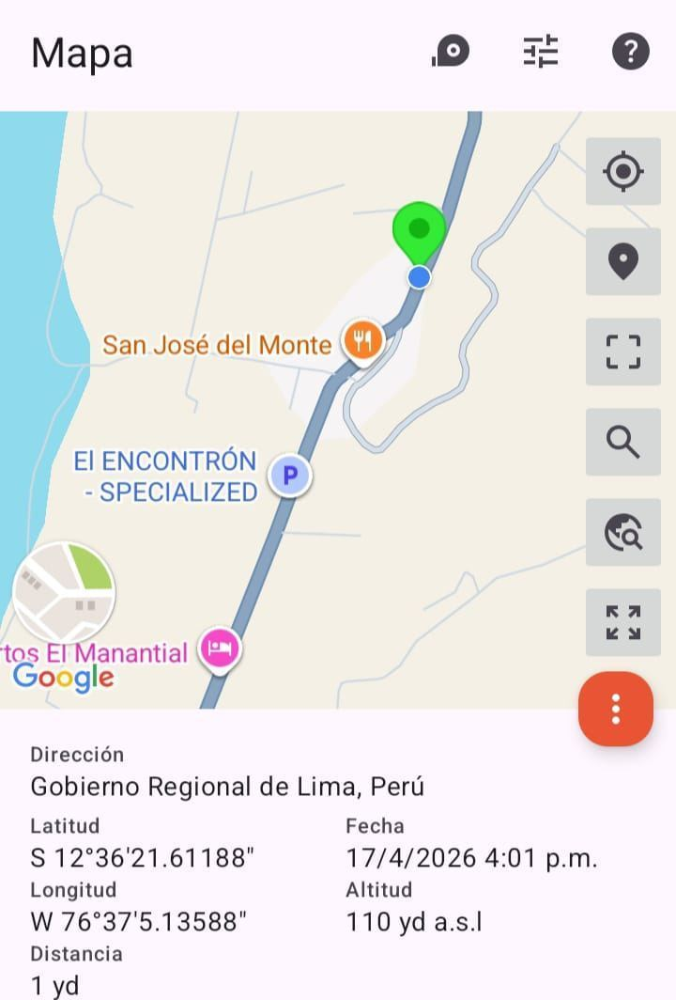 Mapa
San José del Monte
El ENCONTRÓN
- SPECIALIZED
P
tos El Manantial
Google
Dirección
Gobierno Regional de Lima, Perú
Latitud
S 12°36'21.61188"
Fecha
17/4/2026 4:01 p.m.
Longitud
W 76°37'5.13588"
Altitud
110 yd a.s.l
Distancia
1 yd